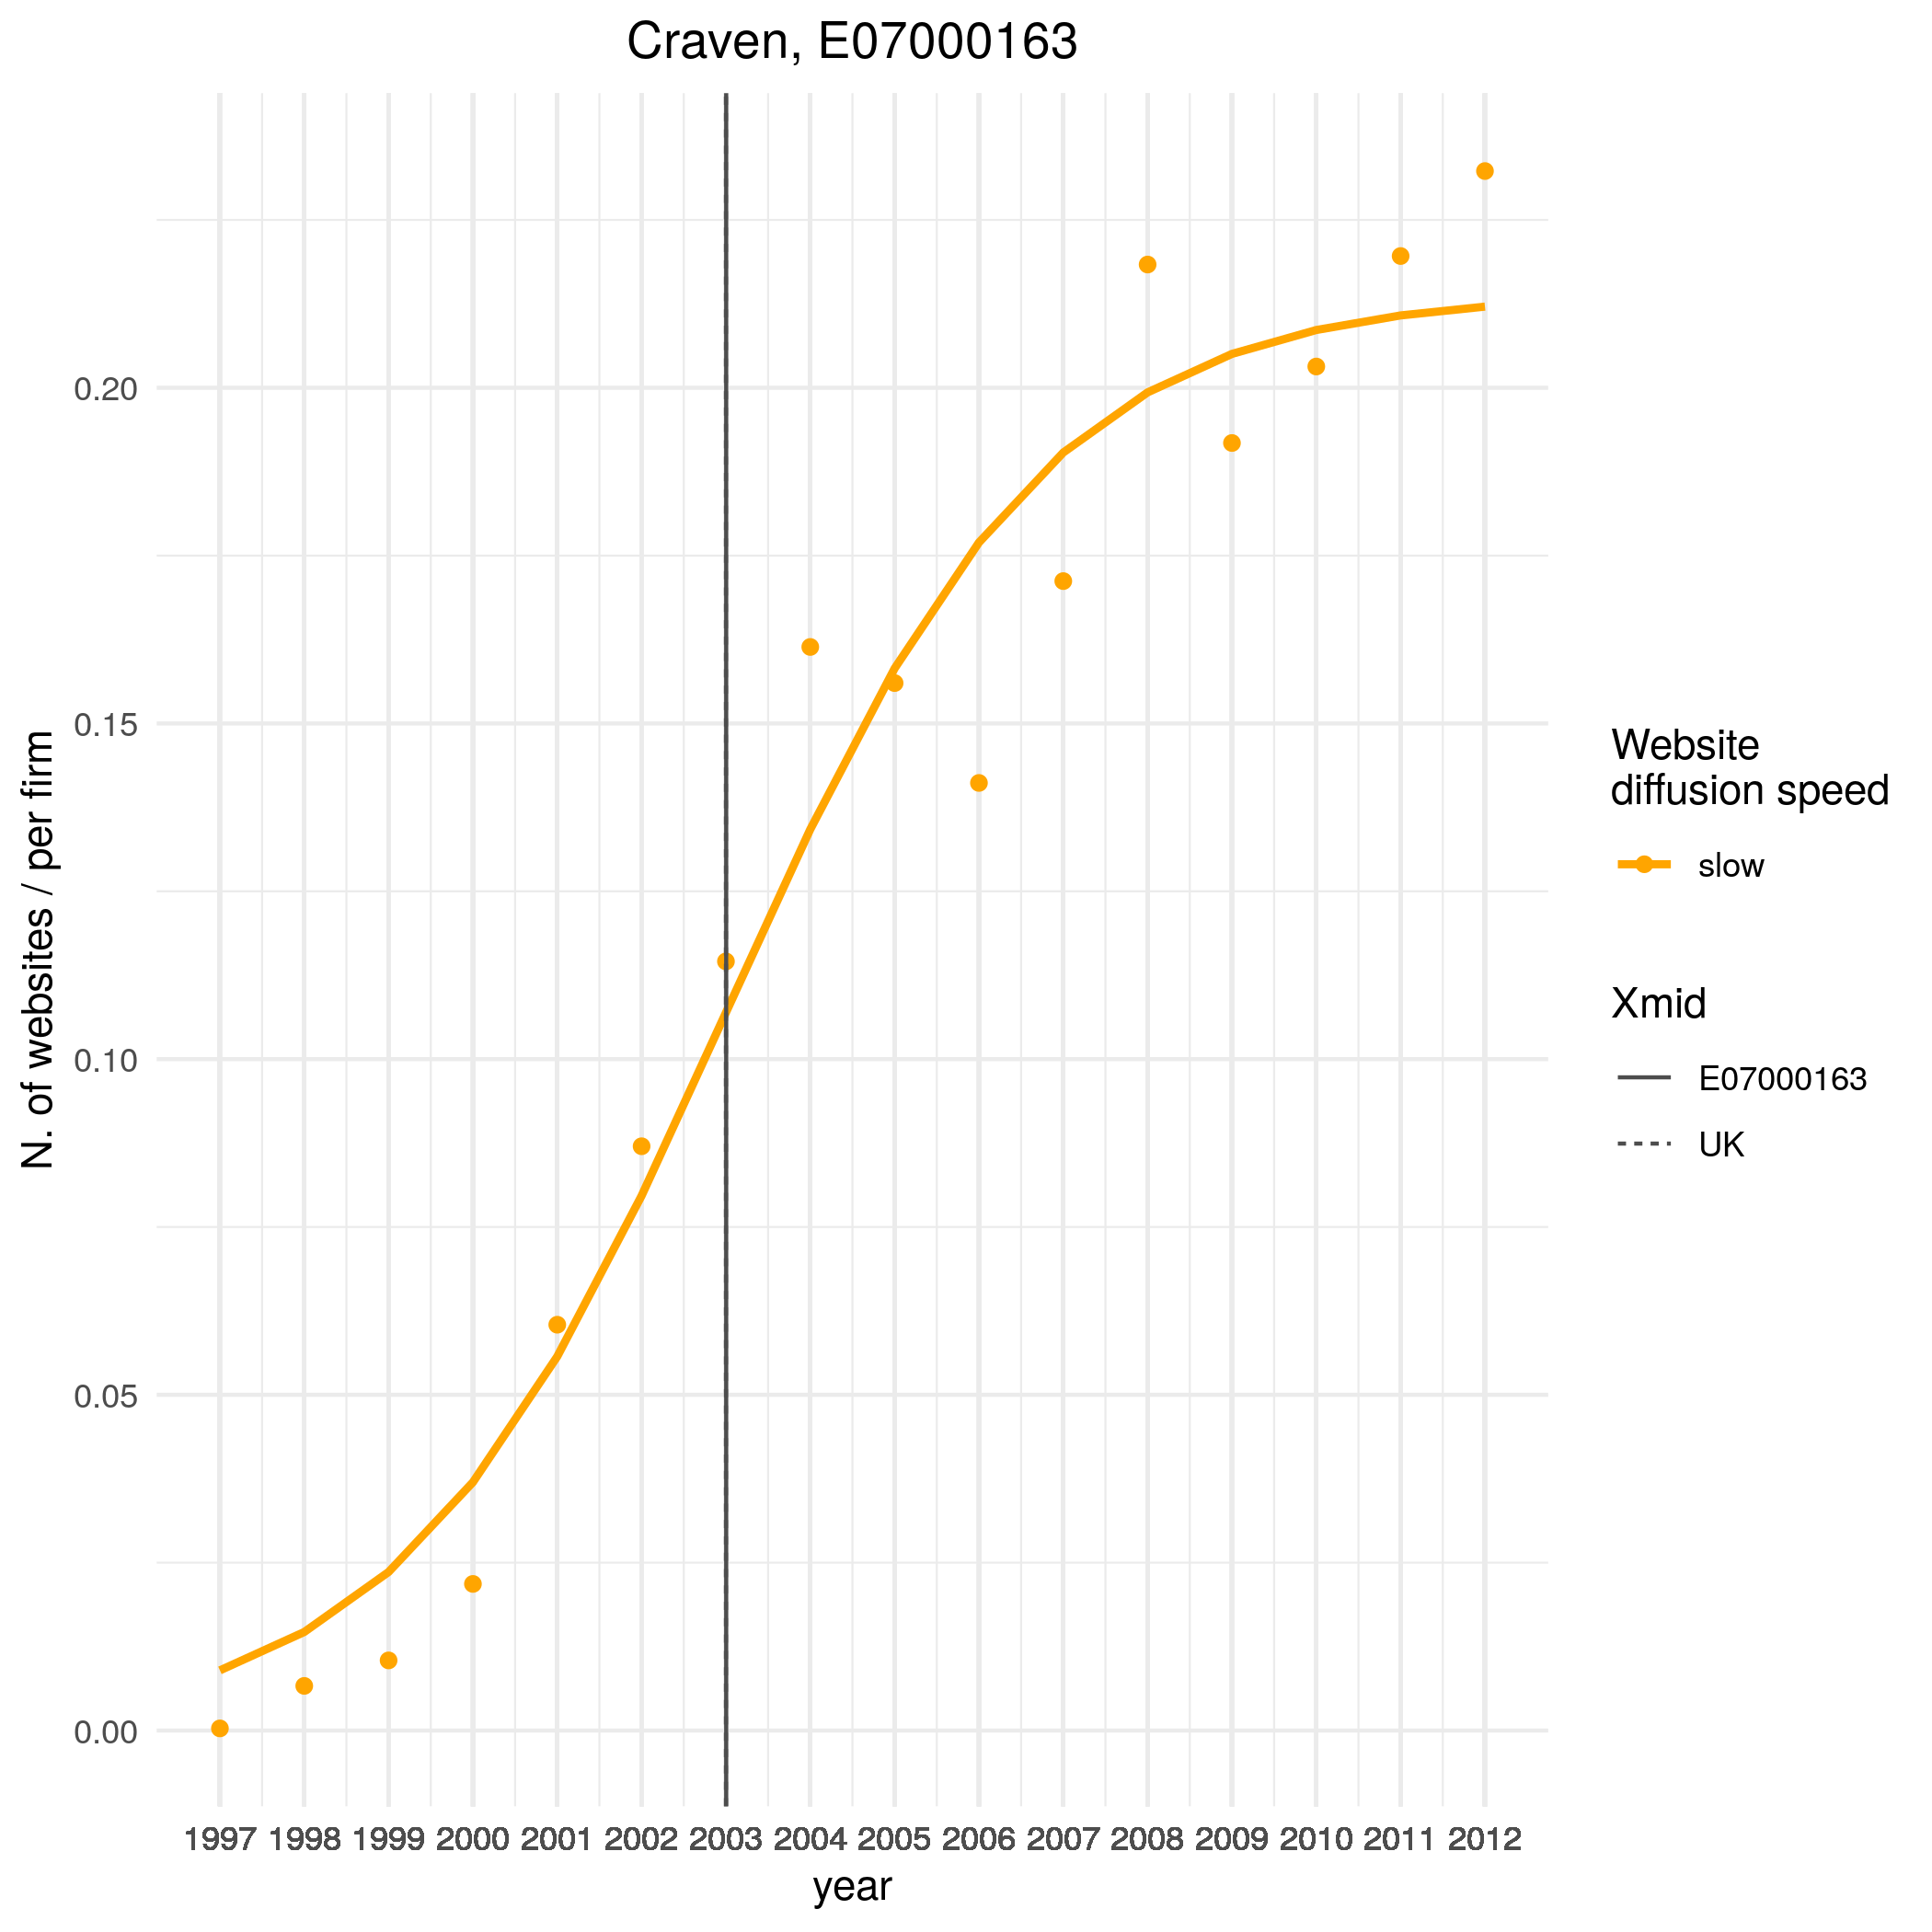 Craven, E07000163
N. of websites / per firm
0.20
0.15
0.10
0.05
0.00
1997 1998 1999 2000 2001 2002 2003 2004 2005 2006 2007 2008 2009 2010 2011 2012
year
Website
diffusion speed
slow
Xmid
E07000163
UK